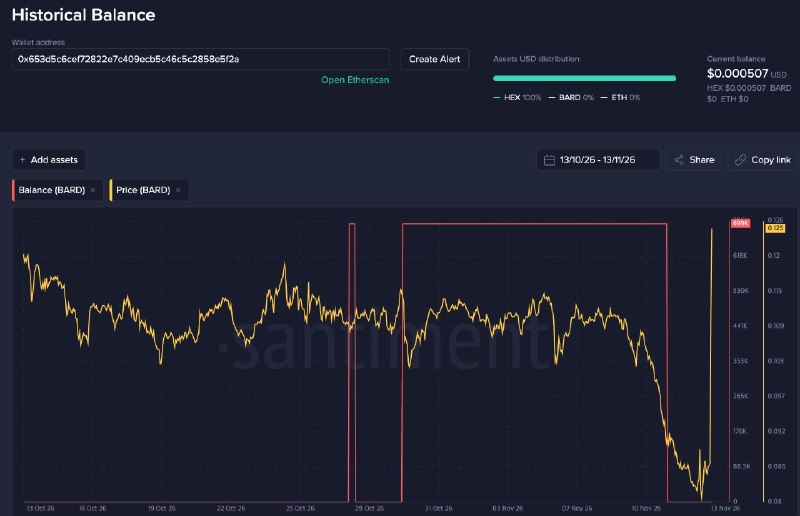 Historical Balance
Wallet address
0x653d5c6cef72822e7c409ecb5c46c5c2858e5f2a
Create Alert
Open Etherscan
Assets USD distribution
HEX 100% BARD 0% ETH 0%
Current balance
$0.000507 USD
HEX $0.000507 BARD
$0 ETH $0
+ Add assets
13/10/26 - 13/11/26
Share
Copy link
Balance (BARD) ×
Price (BARD) ×
699K
618K
530K
441K
353K
265K
176K
88.3K
0
0.126
0.125
0.12
0.115
0.109
0.103
0.097
0.092
0.086
0.08
·santiment·
13 Oct 26
16 Oct 26
19 Oct 26
22 Oct 26
25 Oct 26
28 Oct 26
31 Oct 26
03 Nov 26
07 Nov 26
10 Nov 26
13 Nov 26